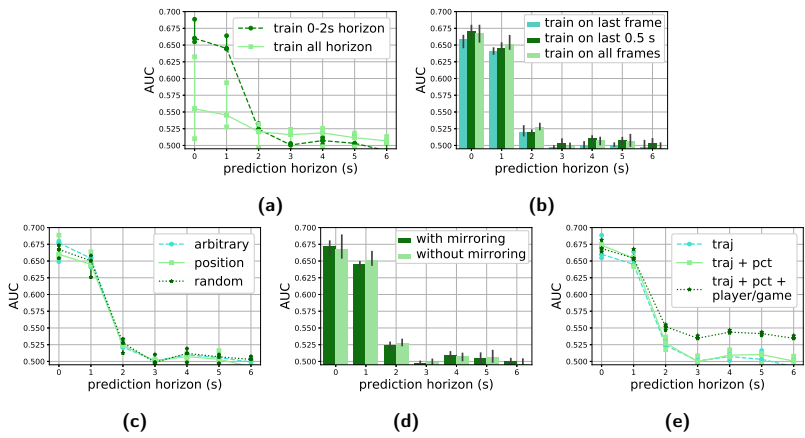 0.700
0.675
0.650
0.625
0.600
0.575
0.550
0.525
0.500
AUC
train 0-2s horizon
train all horizon
0 1 2 3 4 5 6
prediction horizon (s)
(a)
0.700
0.675
0.650
0.625
0.600
0.575
0.550
0.525
0.500
AUC
train on last frame
train on last 0.5 s
train on all frames
0 1 2 3 4 5 6
prediction horizon (s)
(b)
0.700
0.675
0.650
0.625
0.600
0.575
0.550
0.525
0.500
AUC
arbitrary
position
random
0 1 2 3 4 5 6
prediction horizon (s)
(c)
0.700
0.675
0.650
0.625
0.600
0.575
0.550
0.525
0.500
AUC
with mirroring
without mirroring
0 1 2 3 4 5 6
prediction horizon (s)
(d)
0.700
0.675
0.650
0.625
0.600
0.575
0.550
0.525
0.500
AUC
traj
traj + pct
traj + pct +
player/game
0 1 2 3 4 5 6
prediction horizon (s)
(e)